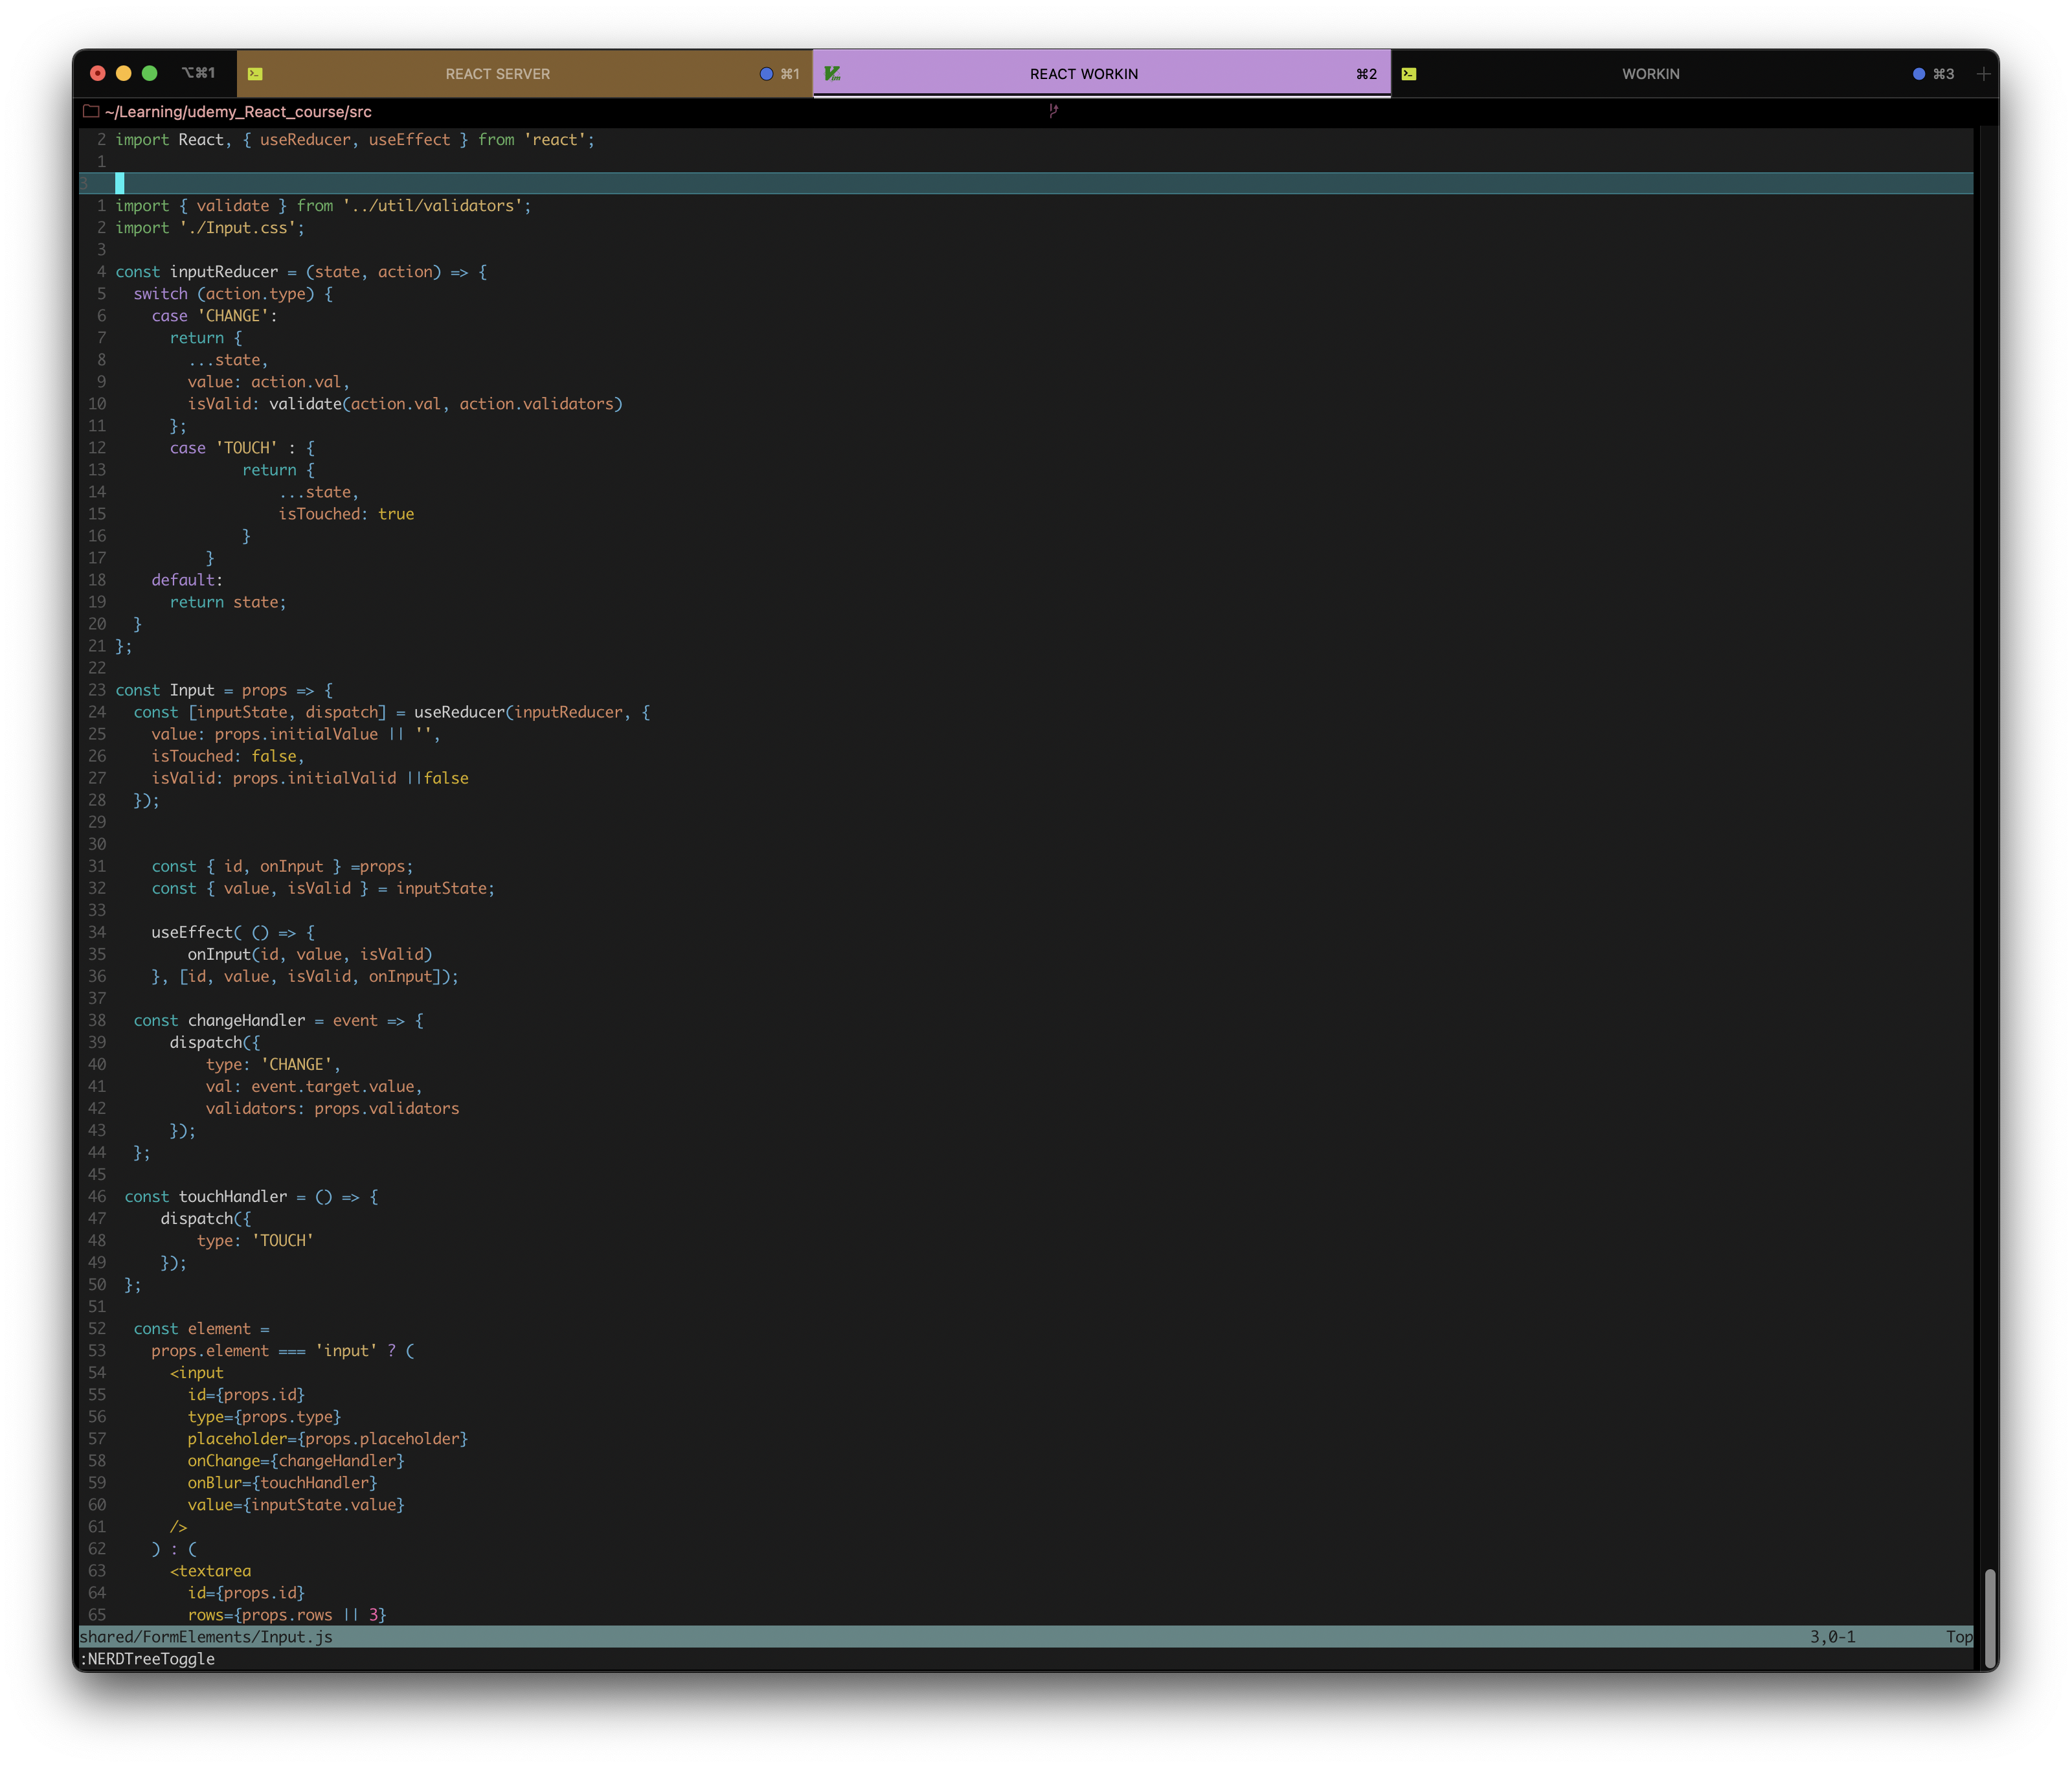 ⌥⌘1 REACT SERVER ⌘1 REACT WORKIN ⌘2 WORKIN ⌘3 +
~/Learning/udemy_React_course/src
2 import React, { useReducer, useEffect } from 'react';
1
3
1 import { validate } from '../util/validators';
2 import './Input.css';
3
4 const inputReducer = (state, action) => {
5   switch (action.type) {
6     case 'CHANGE':
7       return {
8         ...state,
9         value: action.val,
10         isValid: validate(action.val, action.validators)
11       };
12       case 'TOUCH' : {
13               return {
14                   ...state,
15                   isTouched: true
16               }
17           }
18     default:
19       return state;
20   }
21 };
22
23 const Input = props => {
24   const [inputState, dispatch] = useReducer(inputReducer, {
25     value: props.initialValue || '',
26     isTouched: false,
27     isValid: props.initialValid ||false
28   });
29
30
31     const { id, onInput } =props;
32     const { value, isValid } = inputState;
33
34     useEffect( () => {
35         onInput(id, value, isValid)
36     }, [id, value, isValid, onInput]);
37
38   const changeHandler = event => {
39       dispatch({
40           type: 'CHANGE',
41           val: event.target.value,
42           validators: props.validators
43       });
44   };
45
46  const touchHandler = () => {
47      dispatch({
48          type: 'TOUCH'
49      });
50  };
51
52   const element =
53     props.element === 'input' ? (
54       <input
55         id={props.id}
56         type={props.type}
57         placeholder={props.placeholder}
58         onChange={changeHandler}
59         onBlur={touchHandler}
60         value={inputState.value}
61       />
62     ) : (
63       <textarea
64         id={props.id}
65         rows={props.rows || 3}
shared/FormElements/Input.js 3,0-1 Top
:NERDTreeToggle